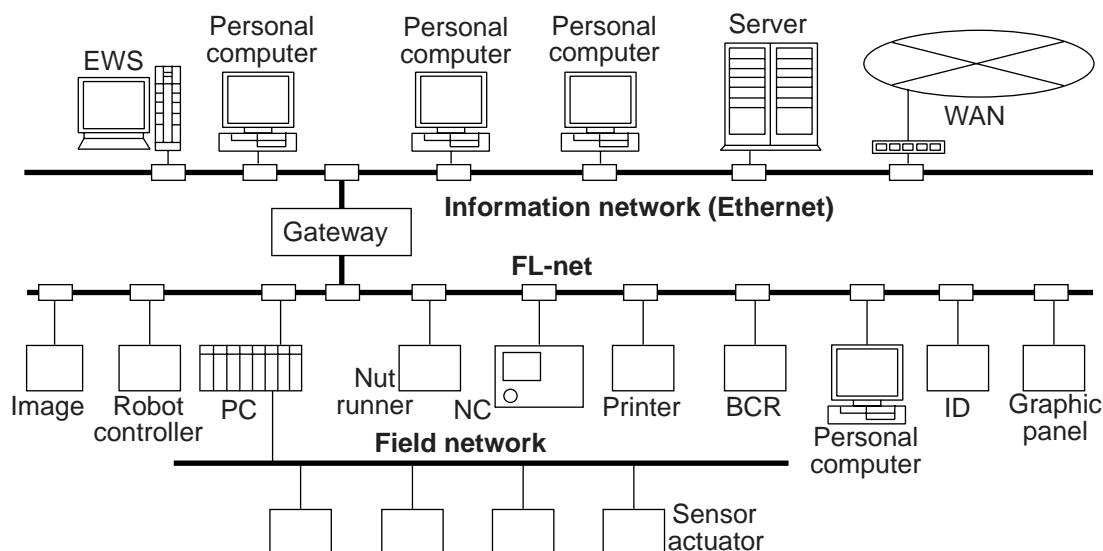 EWS
Personal
computer
Personal
computer
Personal
computer
Server
WAN
Information network (Ethernet)
Gateway
FL-net
Image
Robot
controller
PC
Nut
runner
NC
Printer
BCR
Personal
computer
ID
Graphic
panel
Field network
Sensor
actuator